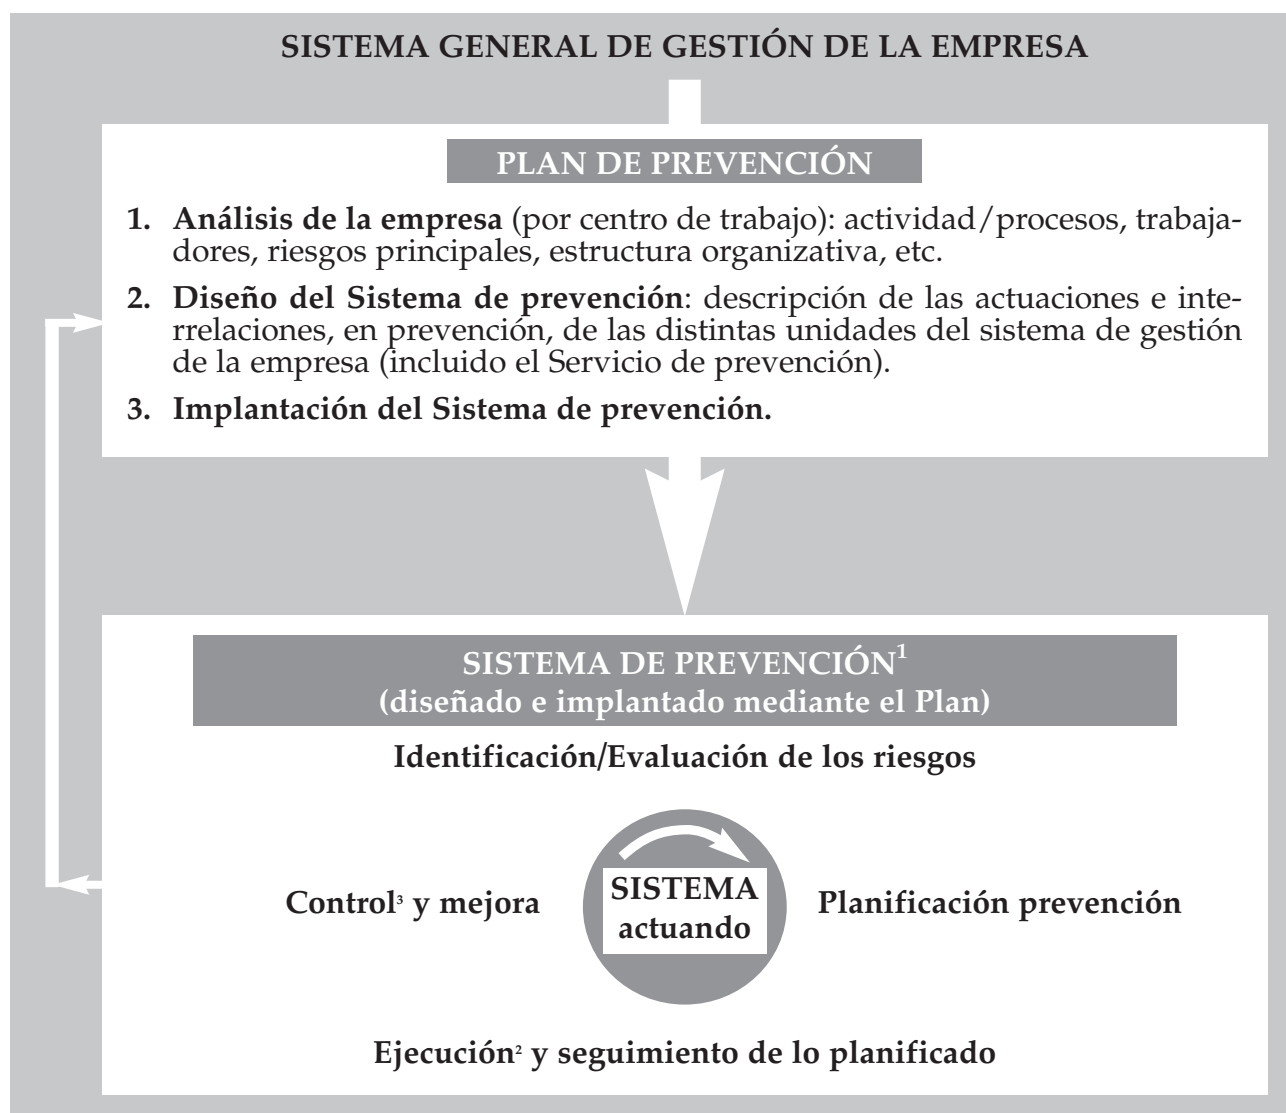 SISTEMA GENERAL DE GESTIÓN DE LA EMPRESA
PLAN DE PREVENCIÓN
1. Análisis de la empresa (por centro de trabajo): actividad/procesos, trabaja-
dores, riesgos principales, estructura organizativa, etc.
2. Diseño del Sistema de prevención: descripción de las actuaciones e inte-
rrelaciones, en prevención, de las distintas unidades del sistema de gestión
de la empresa (incluido el Servicio de prevención).
3. Implantación del Sistema de prevención.
SISTEMA DE PREVENCIÓN¹
(diseñado e implantado mediante el Plan)
Identificación/Evaluación de los riesgos
Control³ y mejora
SISTEMA
actuando
Planificación prevención
Ejecución² y seguimiento de lo planificado